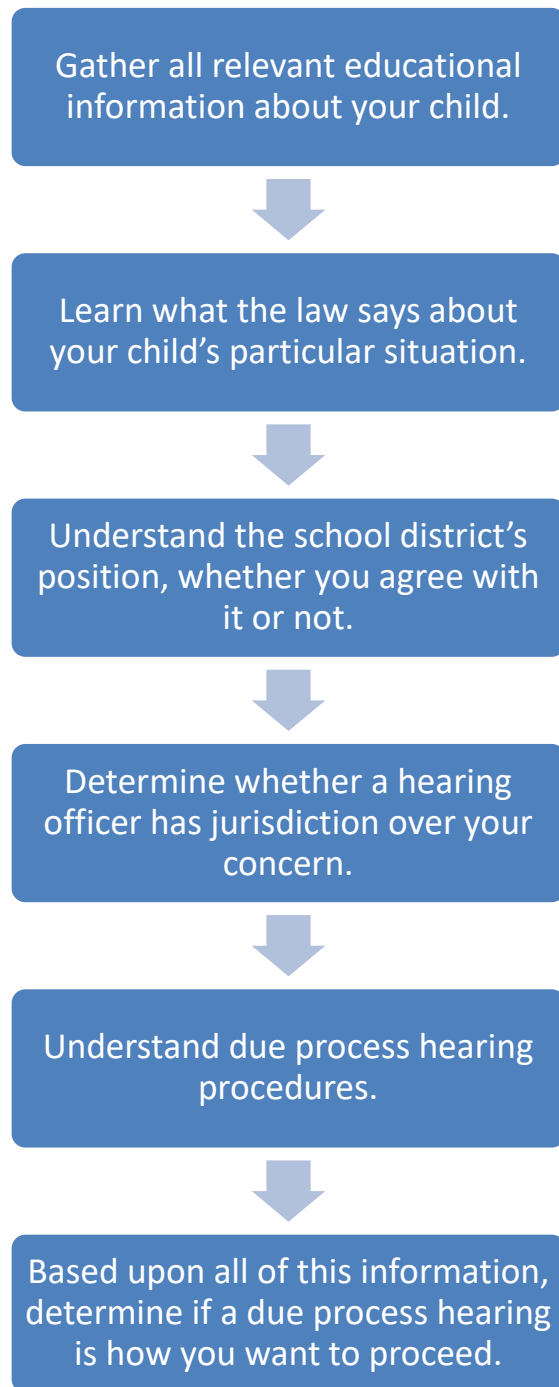 Gather all relevant educational
information about your child.
Learn what the law says about
your child’s particular situation.
Understand the school district’s
position, whether you agree with
it or not.
Determine whether a hearing
officer has jurisdiction over your
concern.
Understand due process hearing
procedures.
Based upon all of this information,
determine if a due process hearing
is how you want to proceed.